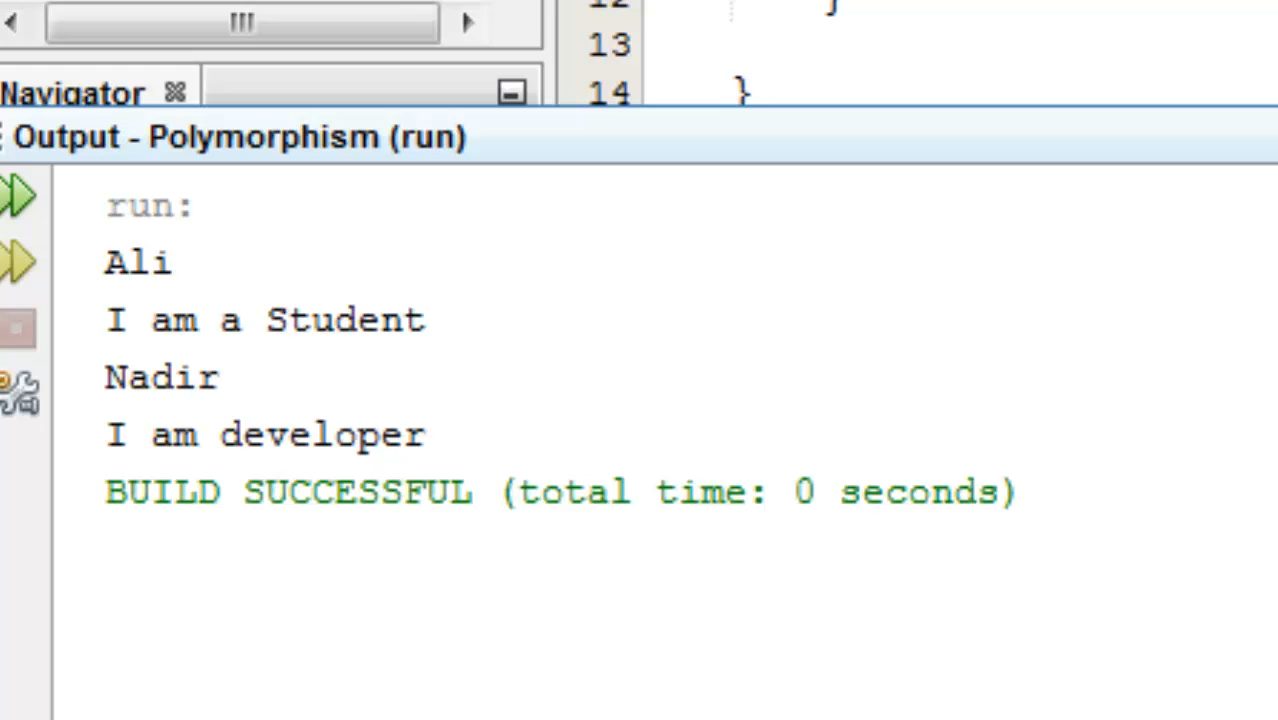 12 }
13
14 }
Navigator
Output - Polymorphism (run)
run:
Ali
I am a Student
Nadir
I am developer
BUILD SUCCESSFUL (total time: 0 seconds)